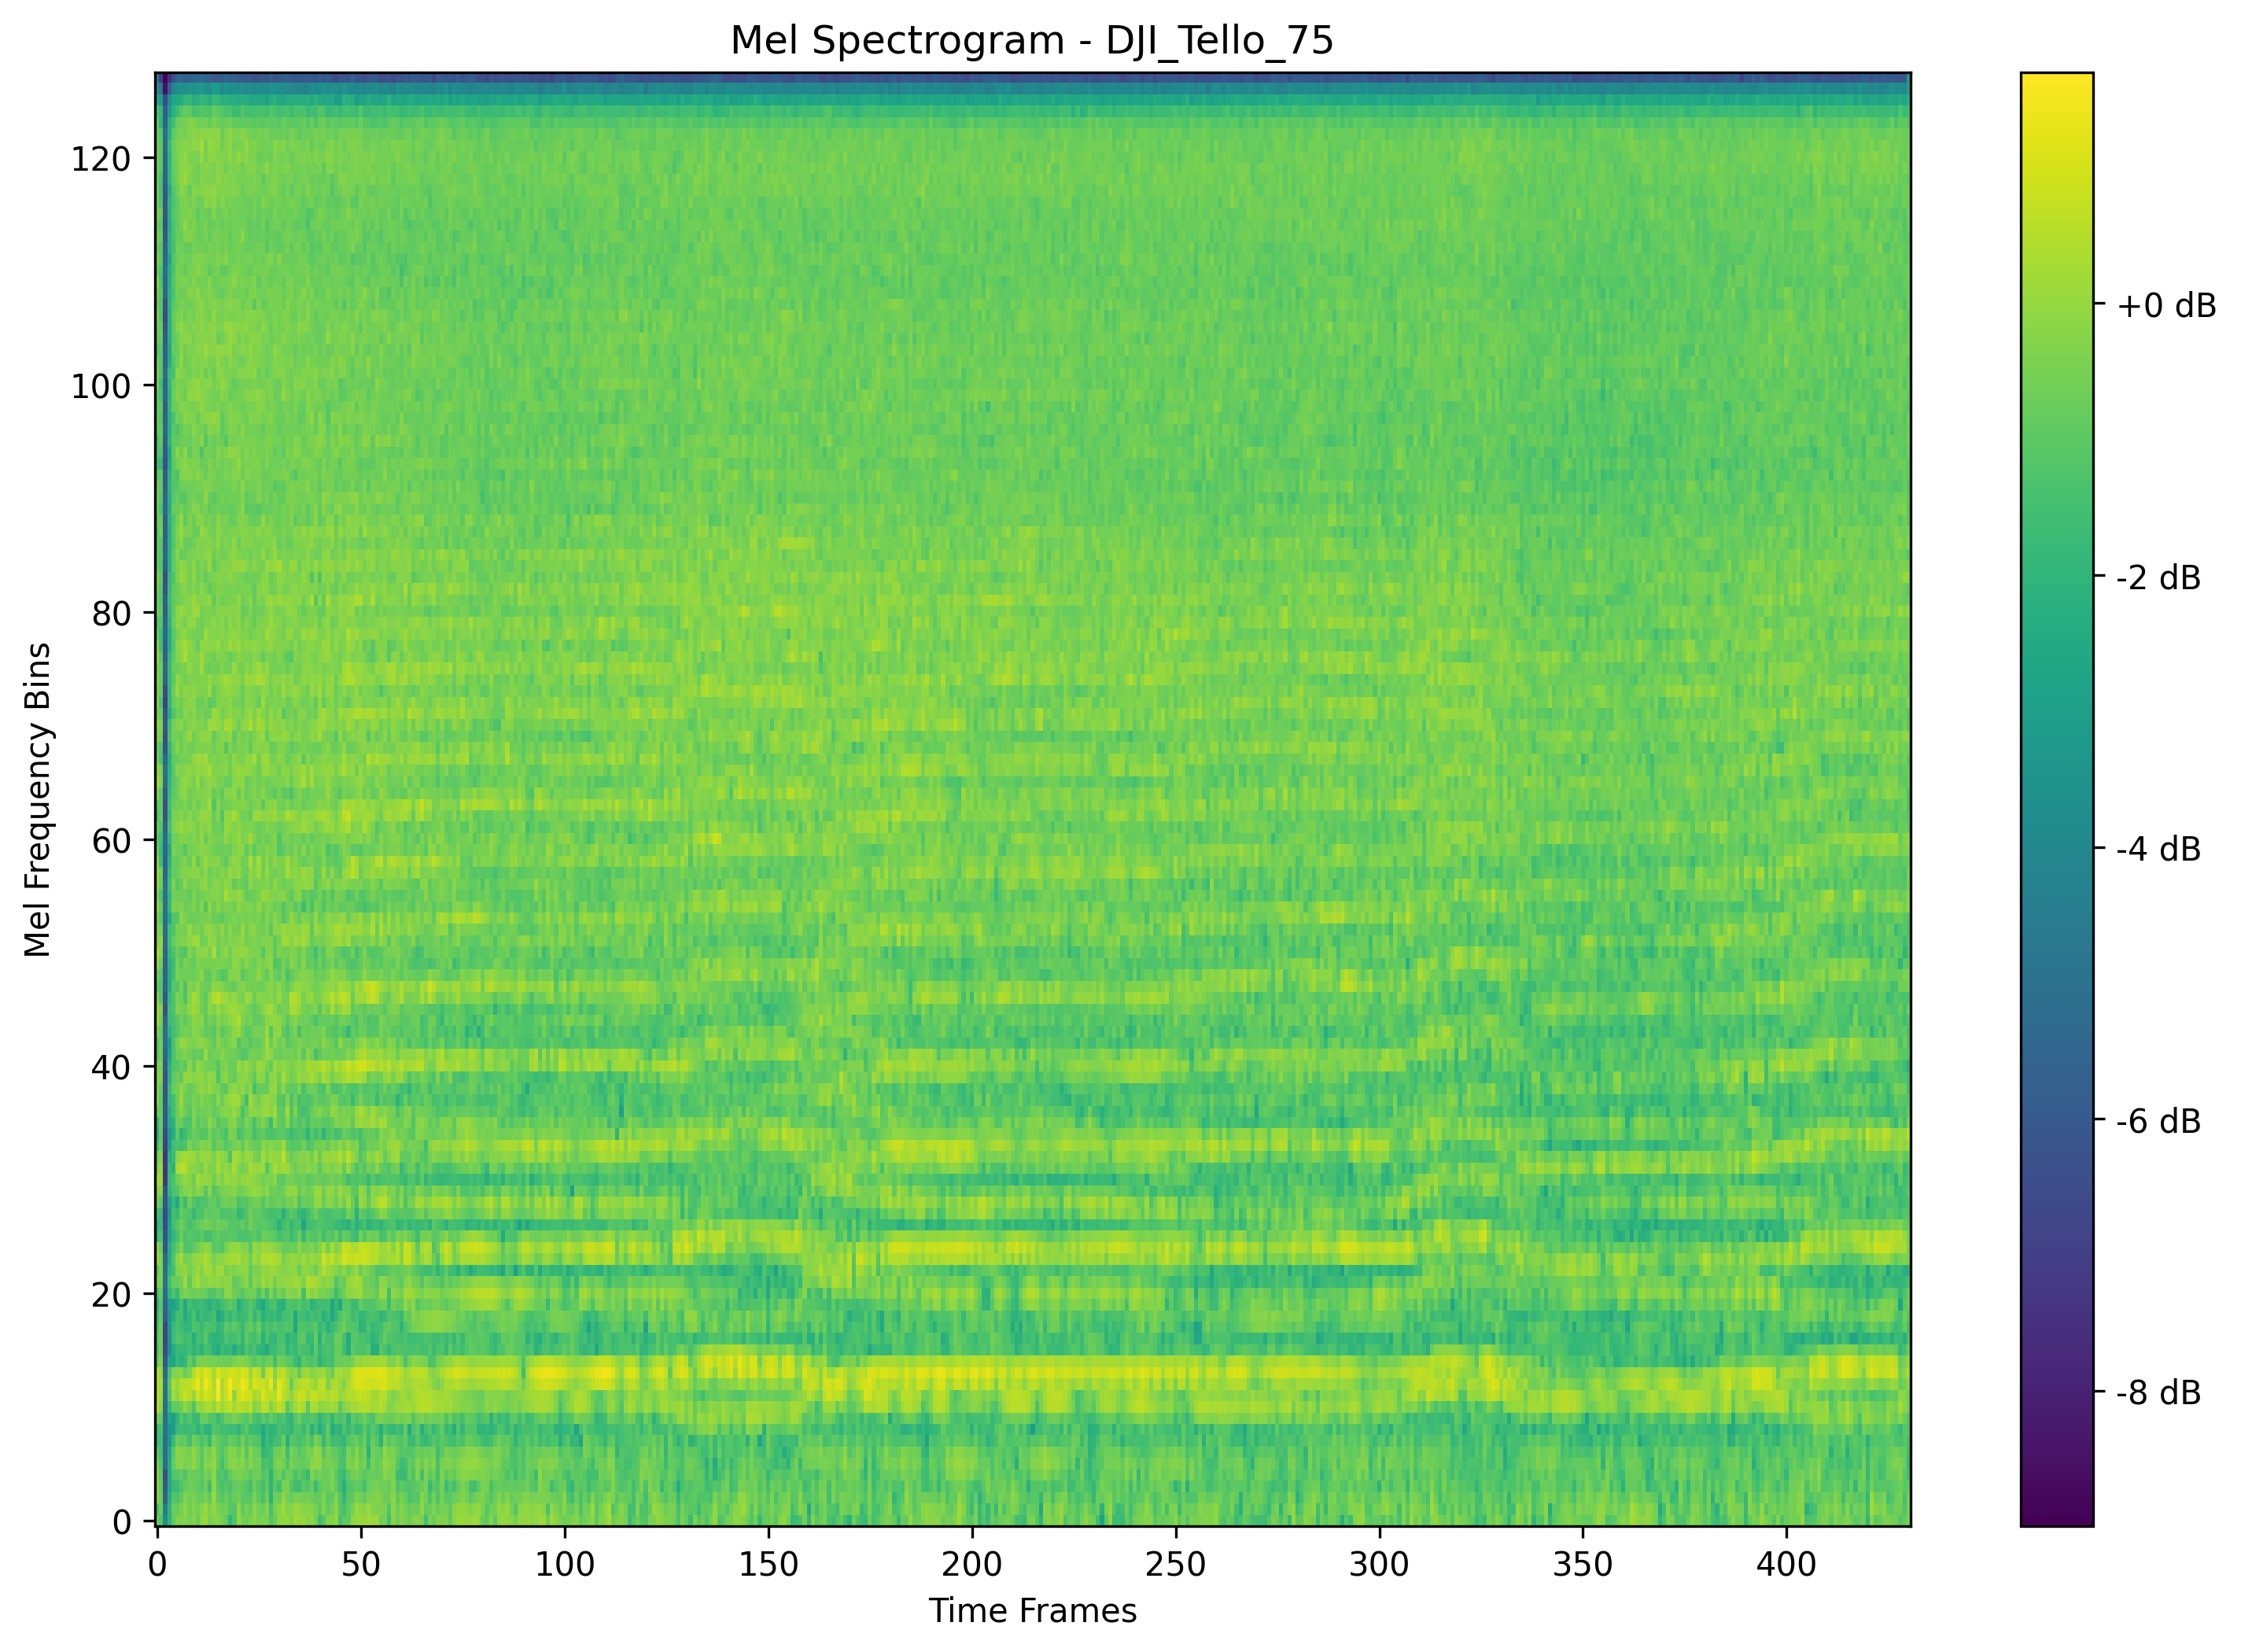 Mel Spectrogram - DJI_Tello_75
Mel Frequency Bins
120
100
80
60
40
20
0
0 50 100 150 200 250 300 350 400
Time Frames
+0 dB
-2 dB
-4 dB
-6 dB
-8 dB